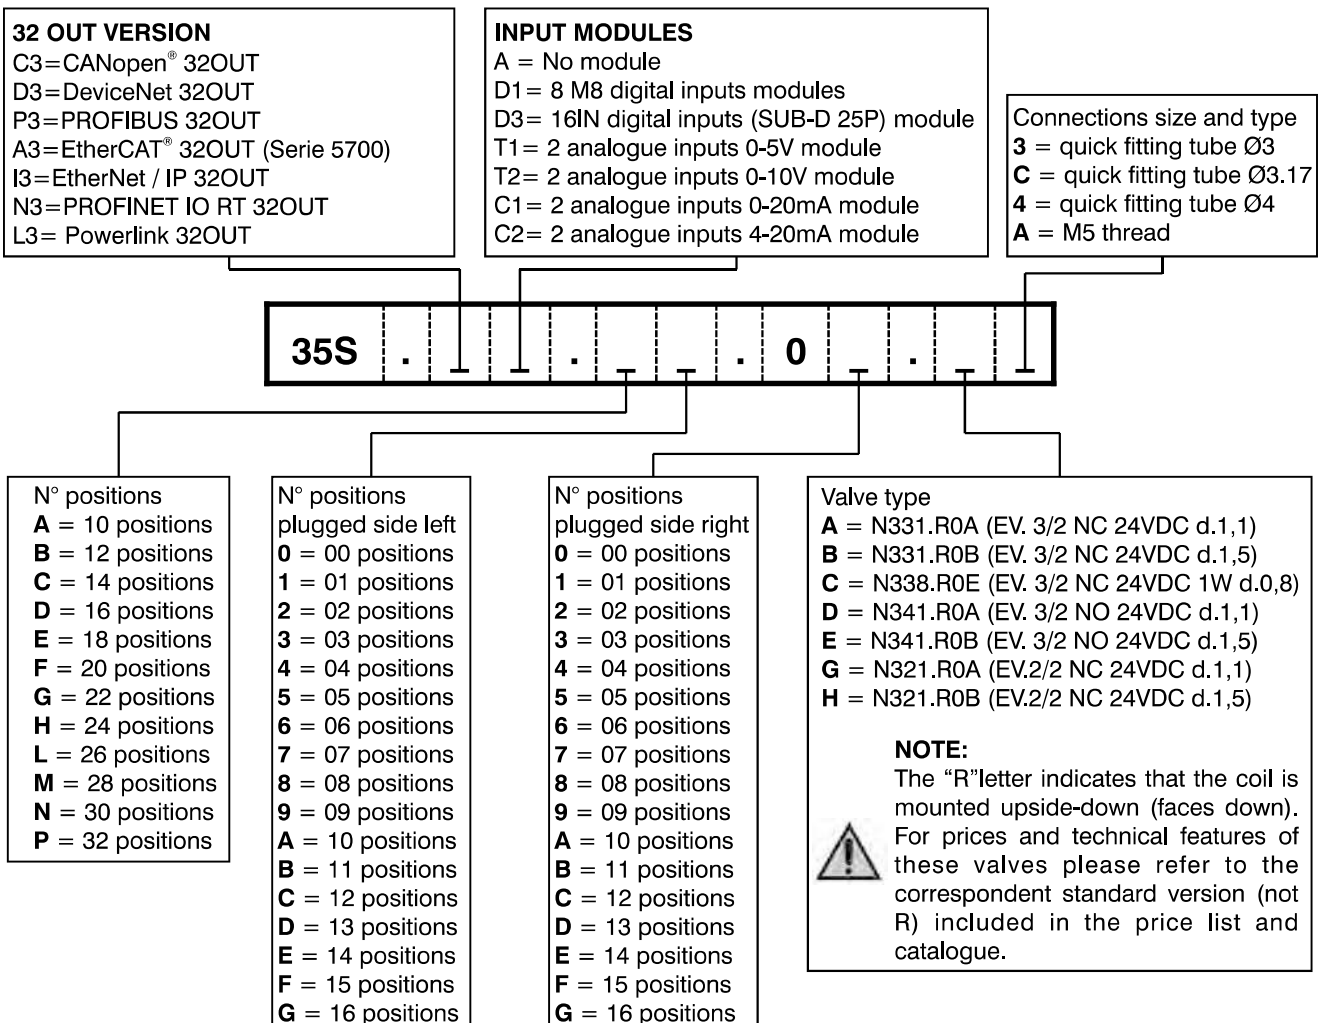 32 OUT VERSION
C3=CANopen® 32OUT
D3=DeviceNet 32OUT
P3=PROFIBUS 32OUT
A3=EtherCAT® 32OUT (Serie 5700)
I3=EtherNet / IP 32OUT
N3=PROFINET IO RT 32OUT
L3= Powerlink 32OUT
INPUT MODULES
A = No module
D1= 8 M8 digital inputs modules
D3= 16IN digital inputs (SUB-D 25P) module
T1= 2 analogue inputs 0-5V module
T2= 2 analogue inputs 0-10V module
C1= 2 analogue inputs 0-20mA module
C2= 2 analogue inputs 4-20mA module
Connections size and type
3 = quick fitting tube Ø3
C = quick fitting tube Ø3.17
4 = quick fitting tube Ø4
A = M5 thread
35S . _ _ . _ _ . 0 _ . _ _
N° positions
A = 10 positions
B = 12 positions
C = 14 positions
D = 16 positions
E = 18 positions
F = 20 positions
G = 22 positions
H = 24 positions
L = 26 positions
M = 28 positions
N = 30 positions
P = 32 positions
N° positions
plugged side left
0 = 00 positions
1 = 01 positions
2 = 02 positions
3 = 03 positions
4 = 04 positions
5 = 05 positions
6 = 06 positions
7 = 07 positions
8 = 08 positions
9 = 09 positions
A = 10 positions
B = 11 positions
C = 12 positions
D = 13 positions
E = 14 positions
F = 15 positions
G = 16 positions
N° positions
plugged side right
0 = 00 positions
1 = 01 positions
2 = 02 positions
3 = 03 positions
4 = 04 positions
5 = 05 positions
6 = 06 positions
7 = 07 positions
8 = 08 positions
9 = 09 positions
A = 10 positions
B = 11 positions
C = 12 positions
D = 13 positions
E = 14 positions
F = 15 positions
G = 16 positions
Valve type
A = N331.R0A (EV. 3/2 NC 24VDC d.1,1)
B = N331.R0B (EV. 3/2 NC 24VDC d.1,5)
C = N338.R0E (EV. 3/2 NC 24VDC 1W d.0,8)
D = N341.R0A (EV. 3/2 NO 24VDC d.1,1)
E = N341.R0B (EV. 3/2 NO 24VDC d.1,5)
G = N321.R0A (EV.2/2 NC 24VDC d.1,1)
H = N321.R0B (EV.2/2 NC 24VDC d.1,5)
NOTE:
The “R”letter indicates that the coil is
mounted upside-down (faces down).
For prices and technical features of
these valves please refer to the
correspondent standard version (not
R) included in the price list and
catalogue.